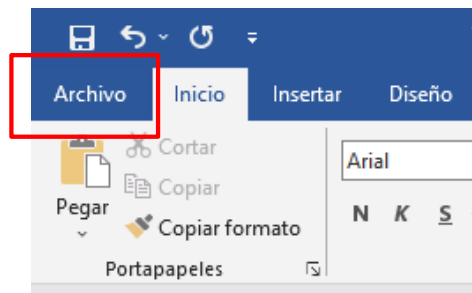 Archivo Inicio Insertar Diseño
Cortar
Copiar
Pegar
Copiar formato
Portapapeles
Arial
N K S